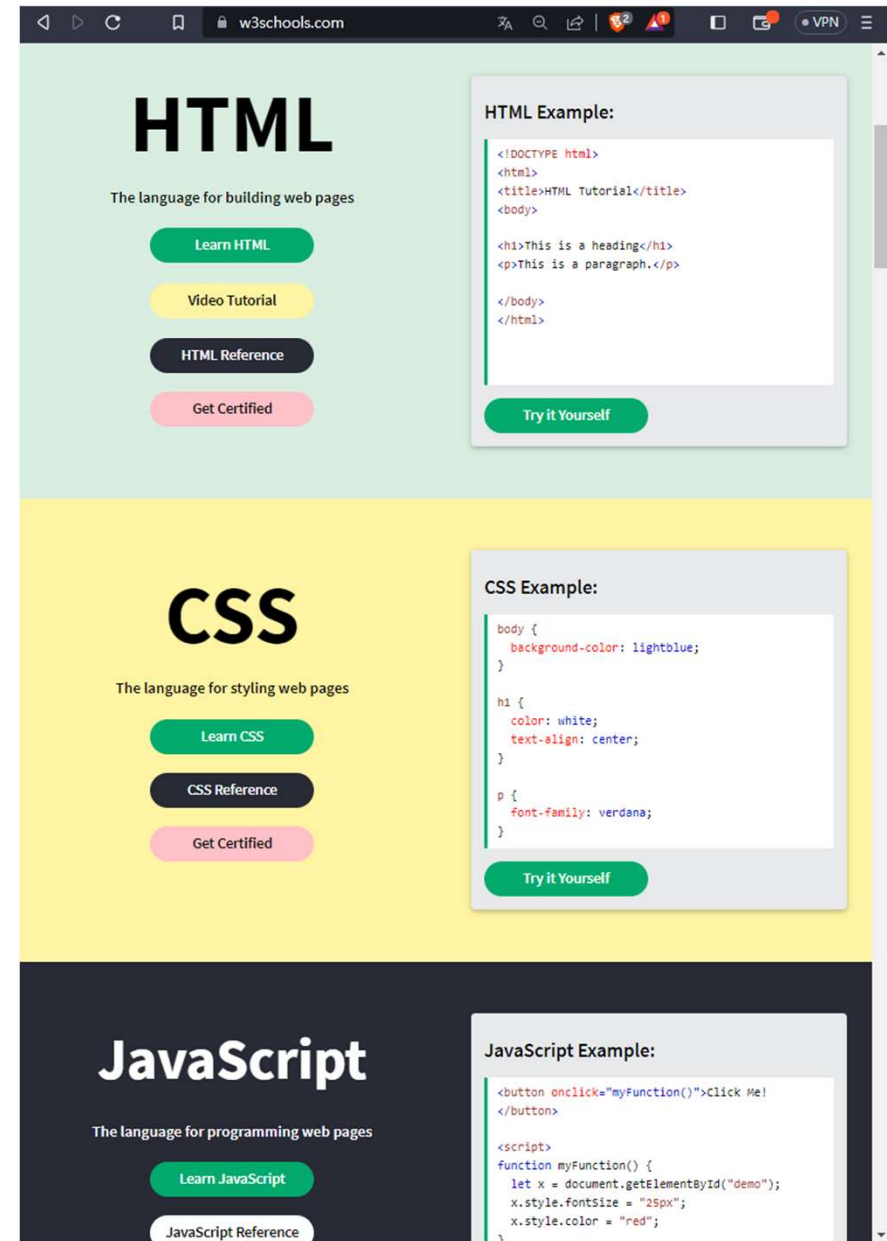 w3schools.com
2
1
VPN
HTML
The language for building web pages
Learn HTML
Video Tutorial
HTML Reference
Get Certified
HTML Example:
<!DOCTYPE html>
<html>
<title>HTML Tutorial</title>
<body>
<h1>This is a heading</h1>
<p>This is a paragraph.</p>
</body>
</html>
Try it Yourself
CSS
The language for styling web pages
Learn CSS
CSS Reference
Get Certified
CSS Example:
body {
  background-color: lightblue;
}
h1 {
  color: white;
  text-align: center;
}
p {
  font-family: verdana;
}
Try it Yourself
JavaScript
The language for programming web pages
Learn JavaScript
JavaScript Reference
JavaScript Example:
<button onclick="myFunction()">Click Me!
</button>
<script>
function myFunction() {
  let x = document.getElementById("demo");
  x.style.fontSize = "25px";
  x.style.color = "red";
}